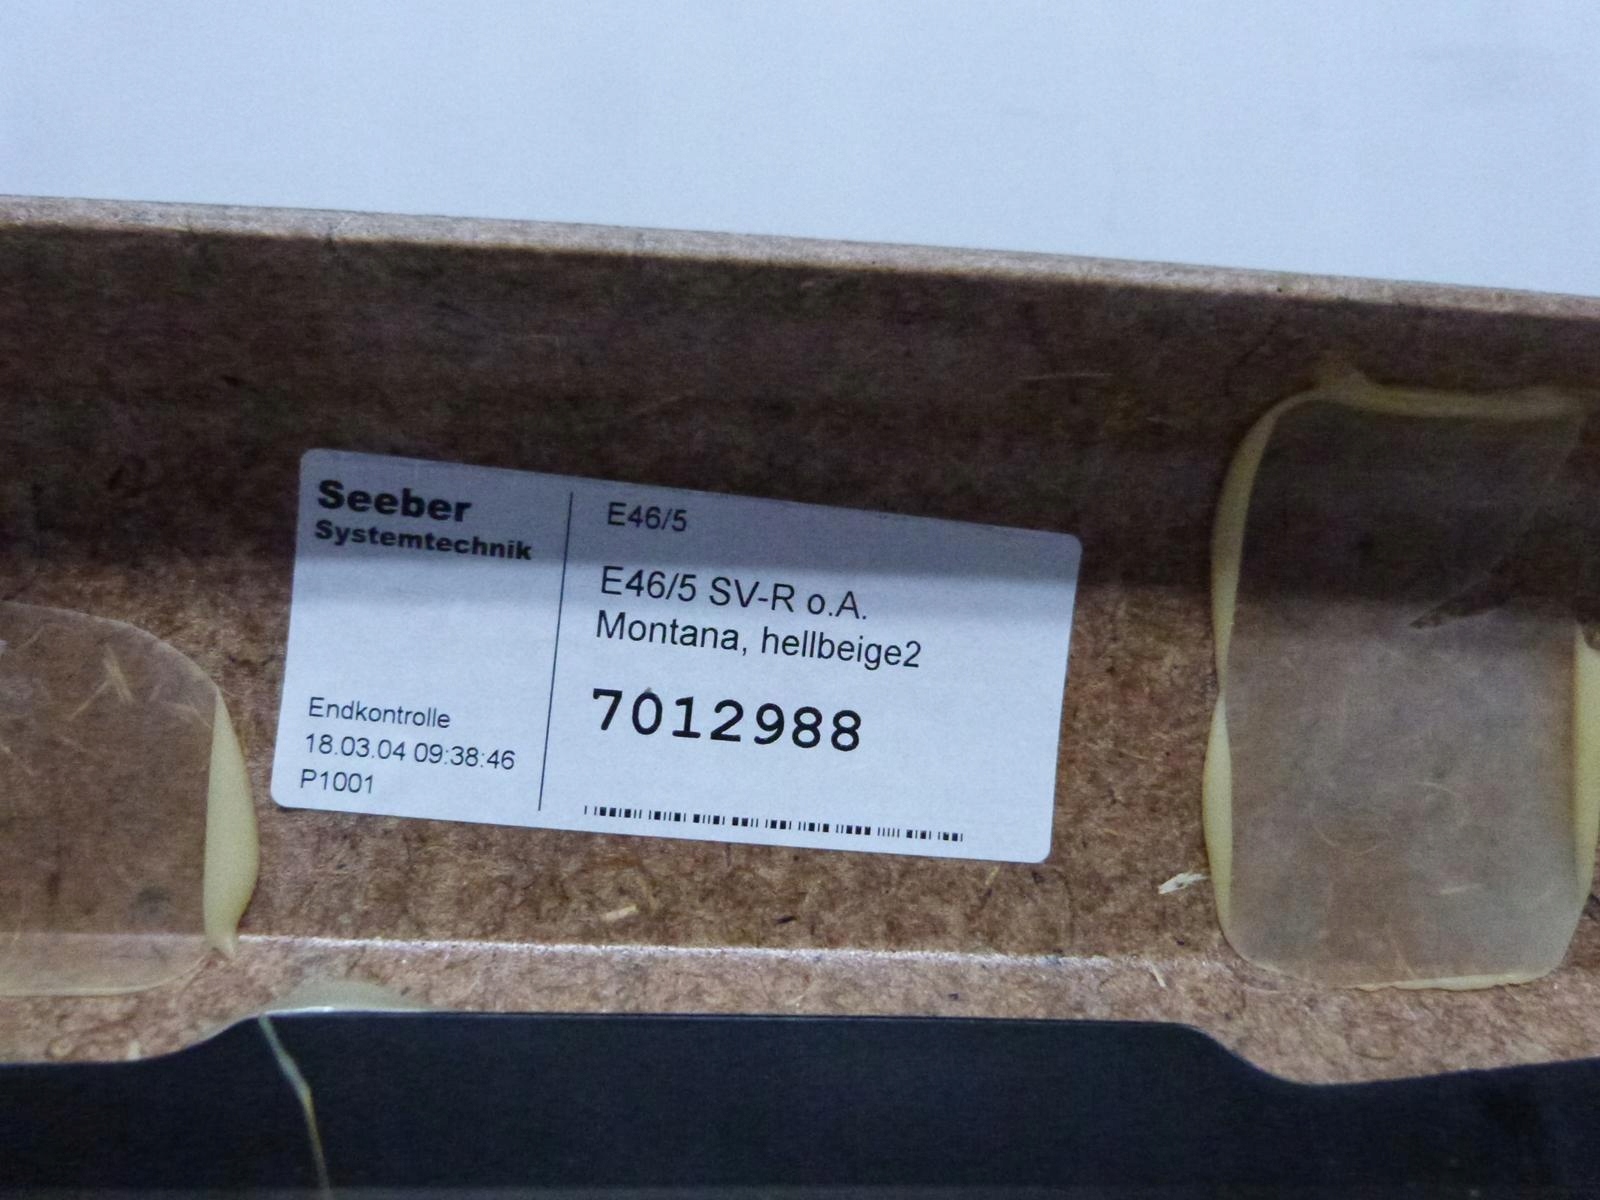 Seeber
Systemtechnik
Endkontrolle
18.03.04 09:38:46
P1001
E46/5
E46/5 SV-R o.A.
Montana, hellbeige2
7012988